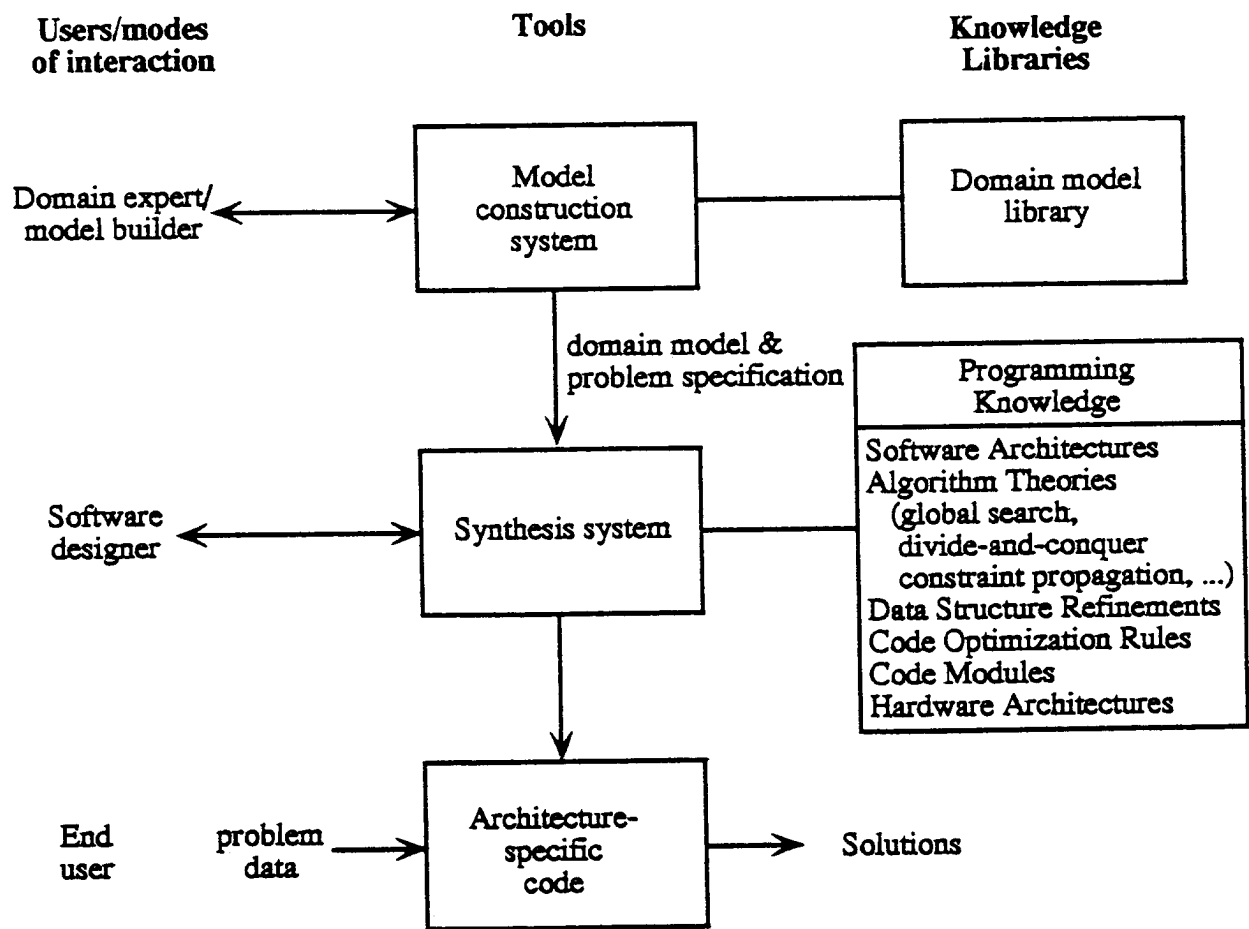 Users/modes
of interaction
Tools
Knowledge
Libraries
Domain expert/
model builder
Model
construction
system
Domain model
library
domain model &
problem specification
Programming
Knowledge
Software Architectures
Algorithm Theories
(global search,
divide-and-conquer
constraint propagation, ...)
Data Structure Refinements
Code Optimization Rules
Code Modules
Hardware Architectures
Software
designer
Synthesis system
End
user
problem
data
Architecture-
specific
code
Solutions